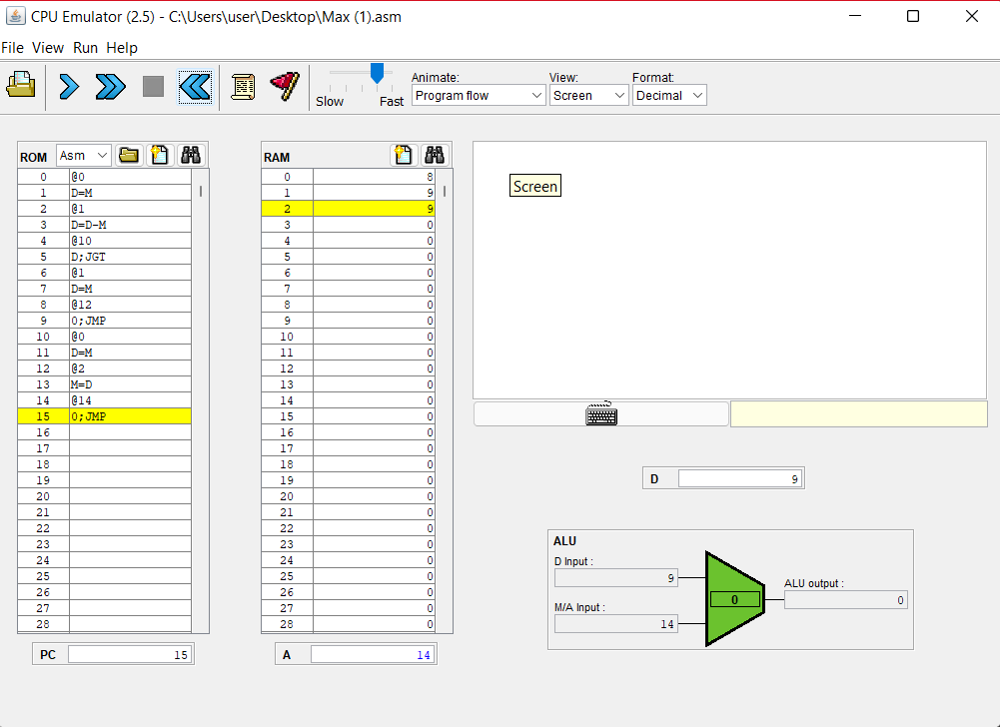 CPU Emulator (2.5) - C:\Users\user\Desktop\Max (1).asm
File View Run Help
Slow Fast
Animate: View: Format:
Program flow Screen Decimal
ROM Asm
0 @0
1 D=M
2 @1
3 D=D-M
4 @10
5 D;JGT
6 @1
7 D=M
8 @12
9 0;JMP
10 @0
11 D=M
12 @2
13 M=D
14 @14
15 0;JMP
16
17
18
19
20
21
22
23
24
25
26
27
28
PC 15
RAM
0 8
1 9
2 9
3 0
4 0
5 0
6 0
7 0
8 0
9 0
10 0
11 0
12 0
13 0
14 0
15 0
16 0
17 0
18 0
19 0
20 0
21 0
22 0
23 0
24 0
25 0
26 0
27 0
28 0
A 14
Screen
D 9
ALU
D Input :
9
M/A Input :
14
0
ALU output :
0